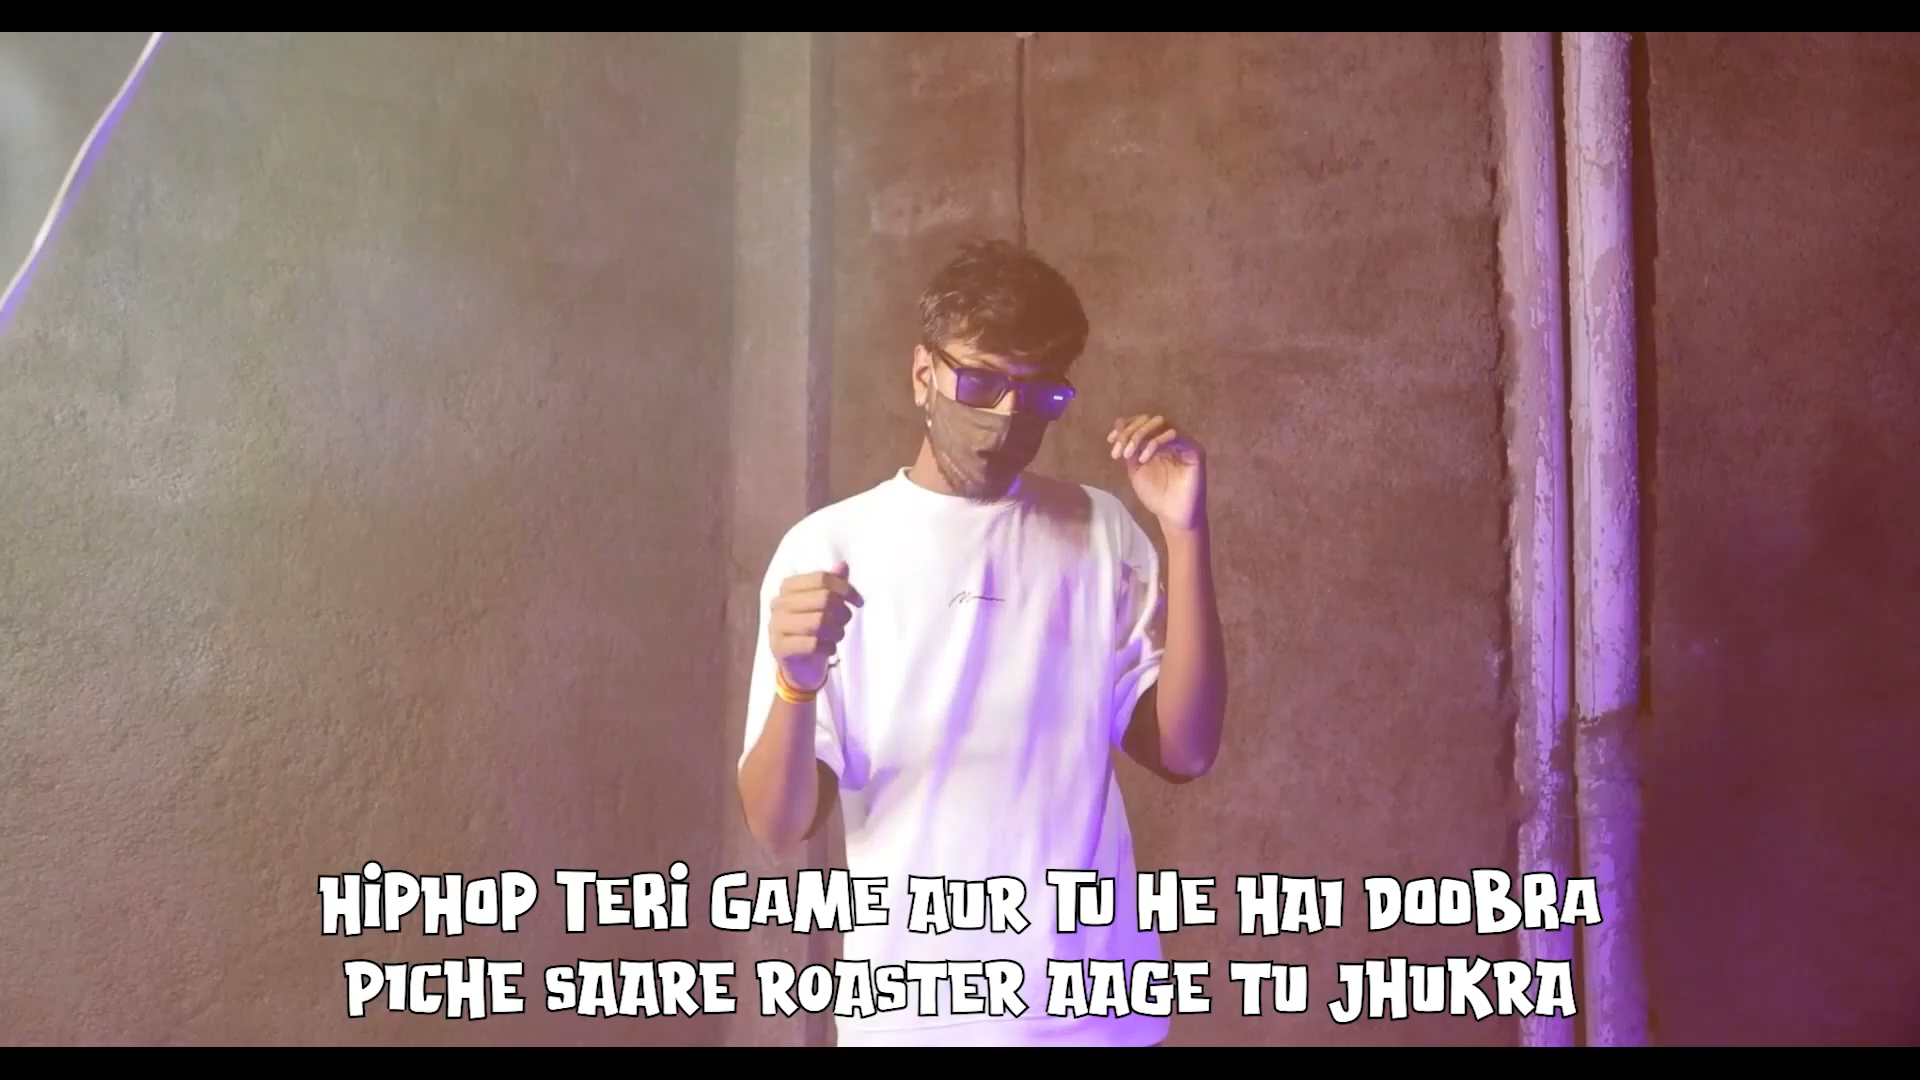 HiPHOP TERi GAME AUR TU HE HAI DOOBRA
PICHE SAARE ROASTER AAGE TU JHUKRA